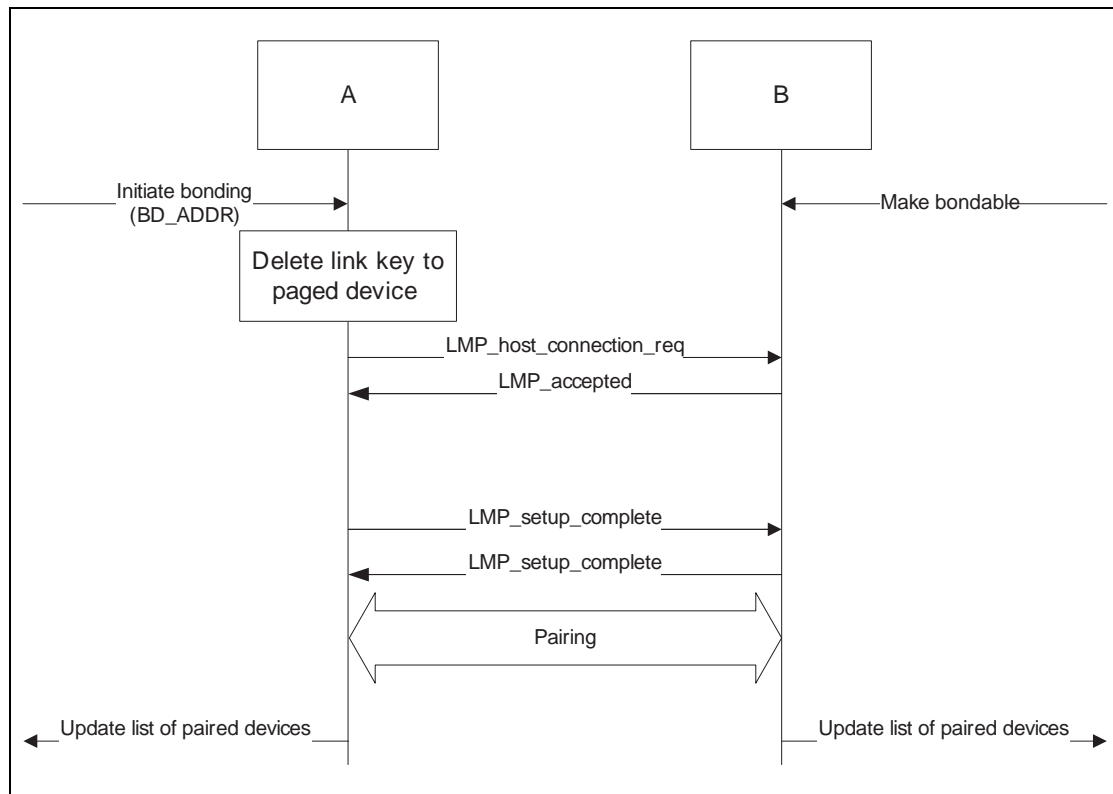 A
B
Initiate bonding
(BD_ADDR)
Make bondable
Delete link key to
paged device
LMP_host_connection_req
LMP_accepted
LMP_setup_complete
LMP_setup_complete
Pairing
Update list of paired devices
Update list of paired devices